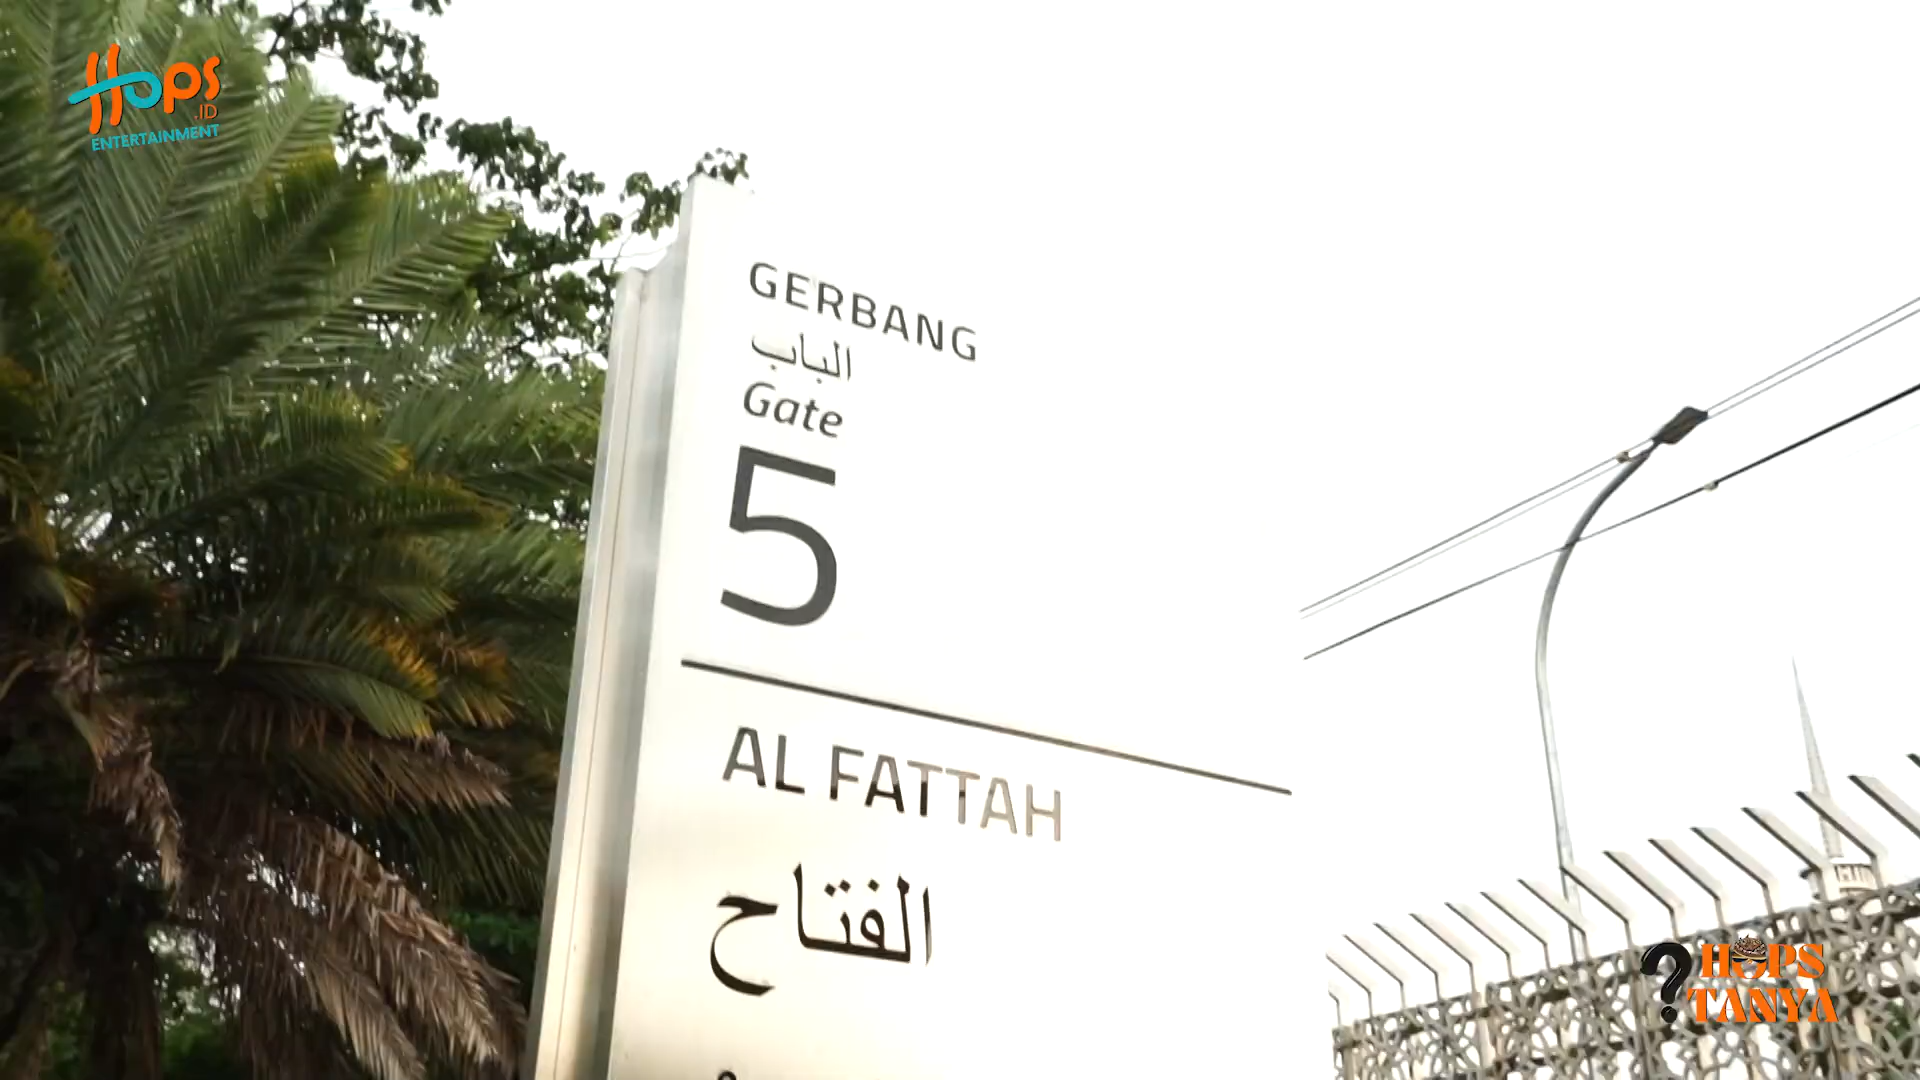 Hops
.ID
ENTERTAINMENT
GERBANG
الباب
Gate
5
AL FATTAH
الفتاح
? HOPS
TANYA